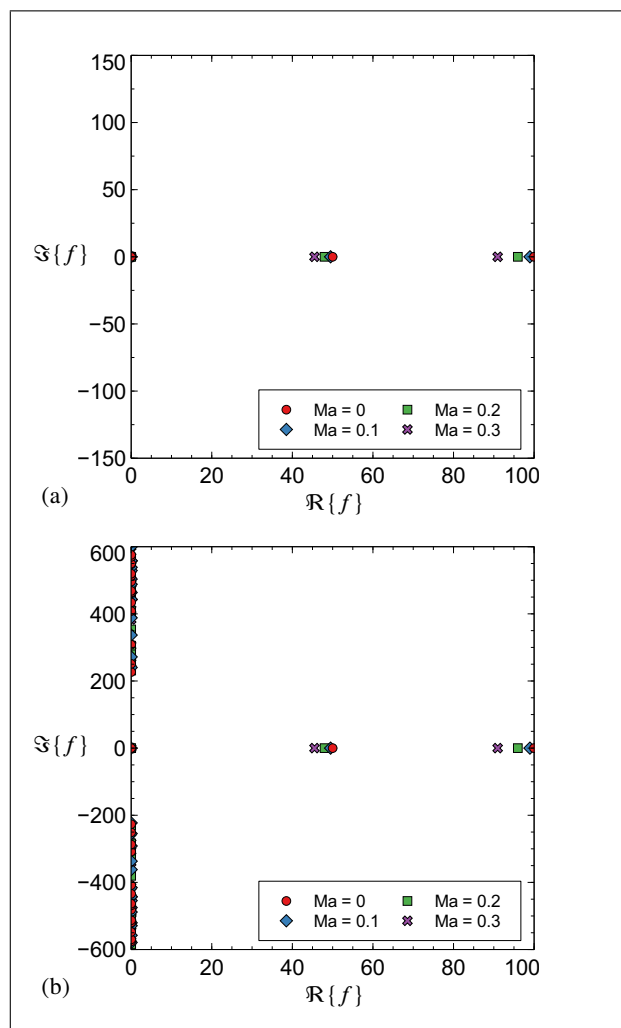 150
100
50
0
−50
−100
−150
ℑ{f}
0 20 40 60 80 100
ℜ{f}
Ma = 0 Ma = 0.2
Ma = 0.1 Ma = 0.3
(a)
600
400
200
0
−200
−400
−600
ℑ{f}
0 20 40 60 80 100
ℜ{f}
Ma = 0 Ma = 0.2
Ma = 0.1 Ma = 0.3
(b)